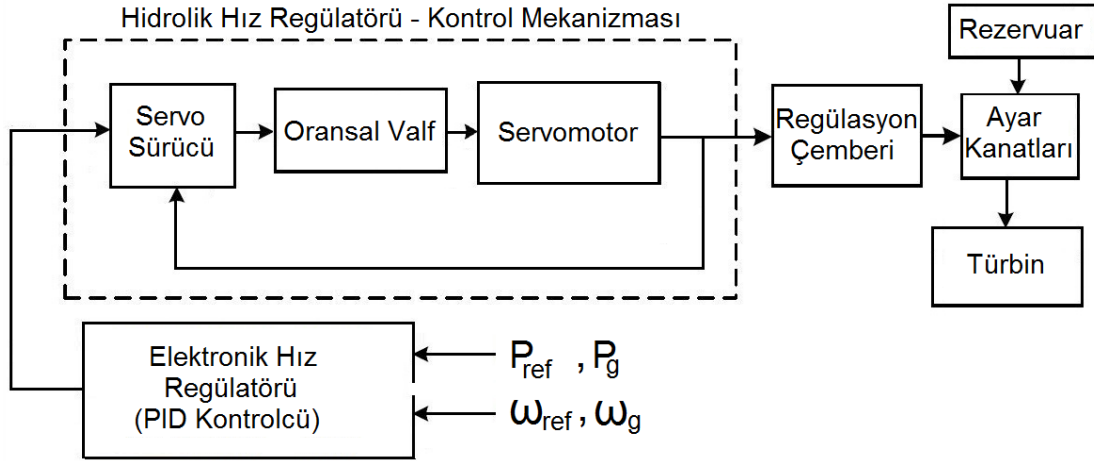 Hidrolik Hız Regülatörü - Kontrol Mekanizması
Rezervuar
Servo
Sürücü
Oransal Valf
Servomotor
Regülasyon
Çemberi
Ayar
Kanatları
Türbin
Elektronik Hız
Regülatörü
(PID Kontrolcü)
Pref , Pg
ωref , ωg